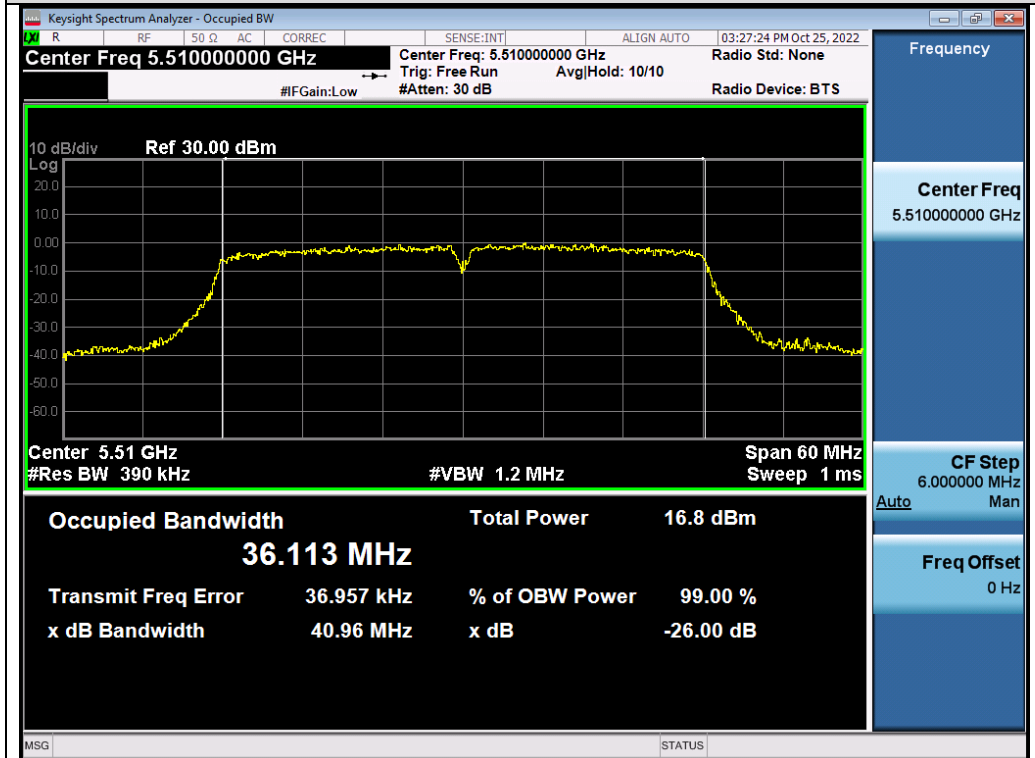 Keysight Spectrum Analyzer - Occupied BW
LXI R RF 50 Ω AC CORREC SENSE:INT ALIGN AUTO 03:27:24 PM Oct 25, 2022
Center Freq 5.510000000 GHz
Center Freq: 5.510000000 GHz Radio Std: None
Trig: Free Run Avg|Hold: 10/10
#IFGain:Low #Atten: 30 dB Radio Device: BTS
10 dB/div Ref 30.00 dBm
Log
20.0
10.0
0.00
-10.0
-20.0
-30.0
-40.0
-50.0
-60.0
Center 5.51 GHz Span 60 MHz
#Res BW 390 kHz #VBW 1.2 MHz Sweep 1 ms
Occupied Bandwidth Total Power 16.8 dBm
36.113 MHz
Transmit Freq Error 36.957 kHz % of OBW Power 99.00 %
x dB Bandwidth 40.96 MHz x dB -26.00 dB
MSG STATUS
Frequency
Center Freq
5.510000000 GHz
CF Step
6.000000 MHz
Auto Man
Freq Offset
0 Hz